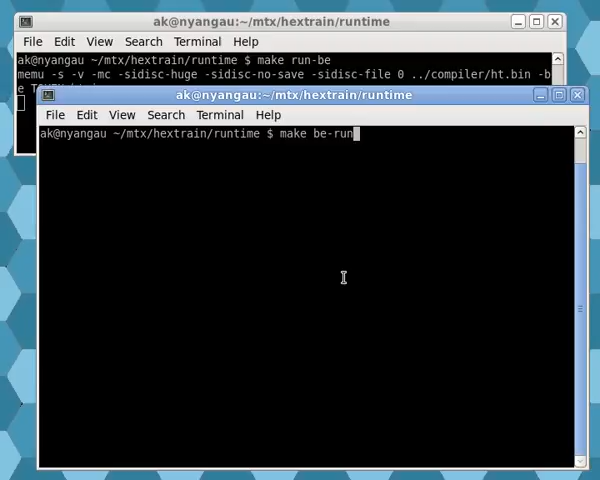 ak@nyangau:~/mtx/hextrain/runtime
File Edit View Search Terminal Help
ak@nyangau ~/mtx/hextrain/runtime $ make run-be
memu -s -v -mc -sidisc-huge -sidisc-no-save -sidisc-file 0 ../compiler/ht.bin -b
ak@nyangau:~/mtx/hextrain/runtime
File Edit View Search Terminal Help
ak@nyangau ~/mtx/hextrain/runtime $ make be-run